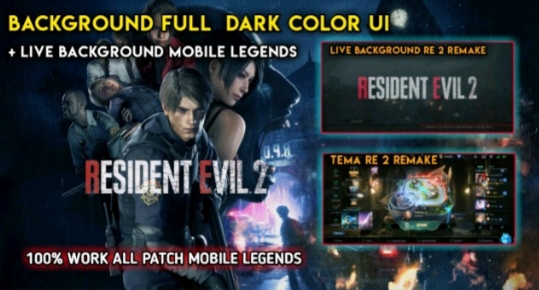 BACKGROUND FULL DARK COLOR UI
+ LIVE BACKGROUND MOBILE LEGENDS
LIVE BACKGROUND RE 2 REMAKE
RESIDENT EVIL 2
TEMA RE 2 REMAKE
RESIDENT EVIL 2
100% WORK ALL PATCH MOBILE LEGENDS